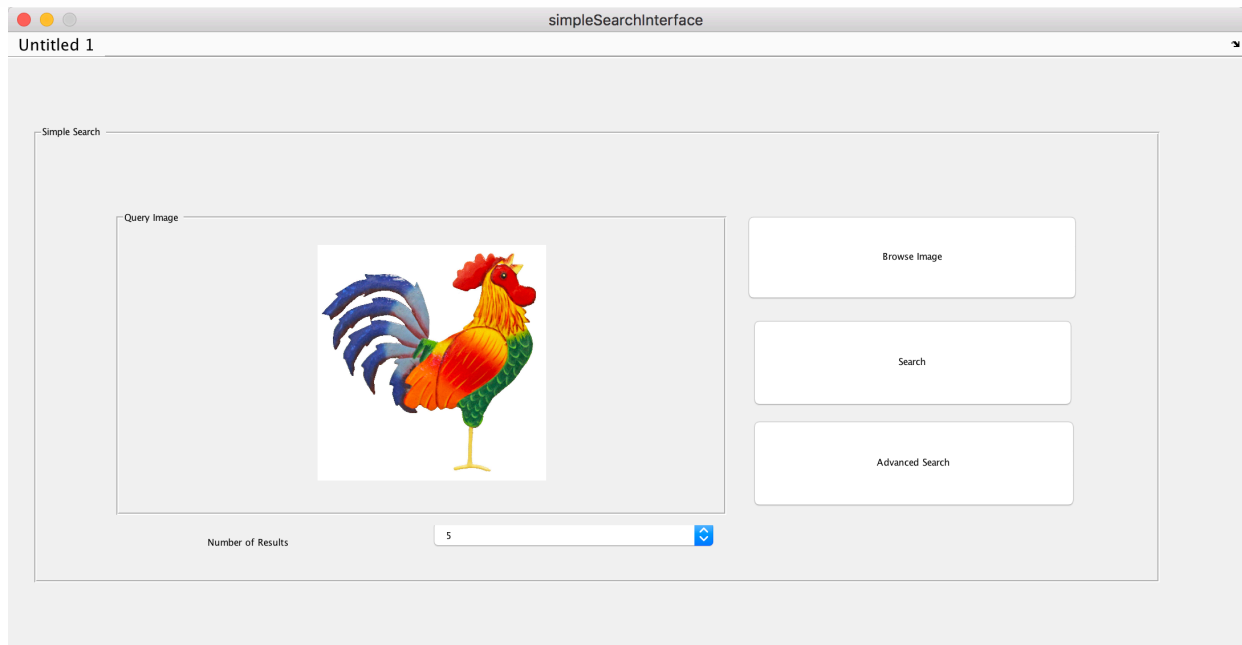 simpleSearchInterface
Untitled 1
Simple Search
Query Image
Browse Image
Search
Advanced Search
Number of Results
5